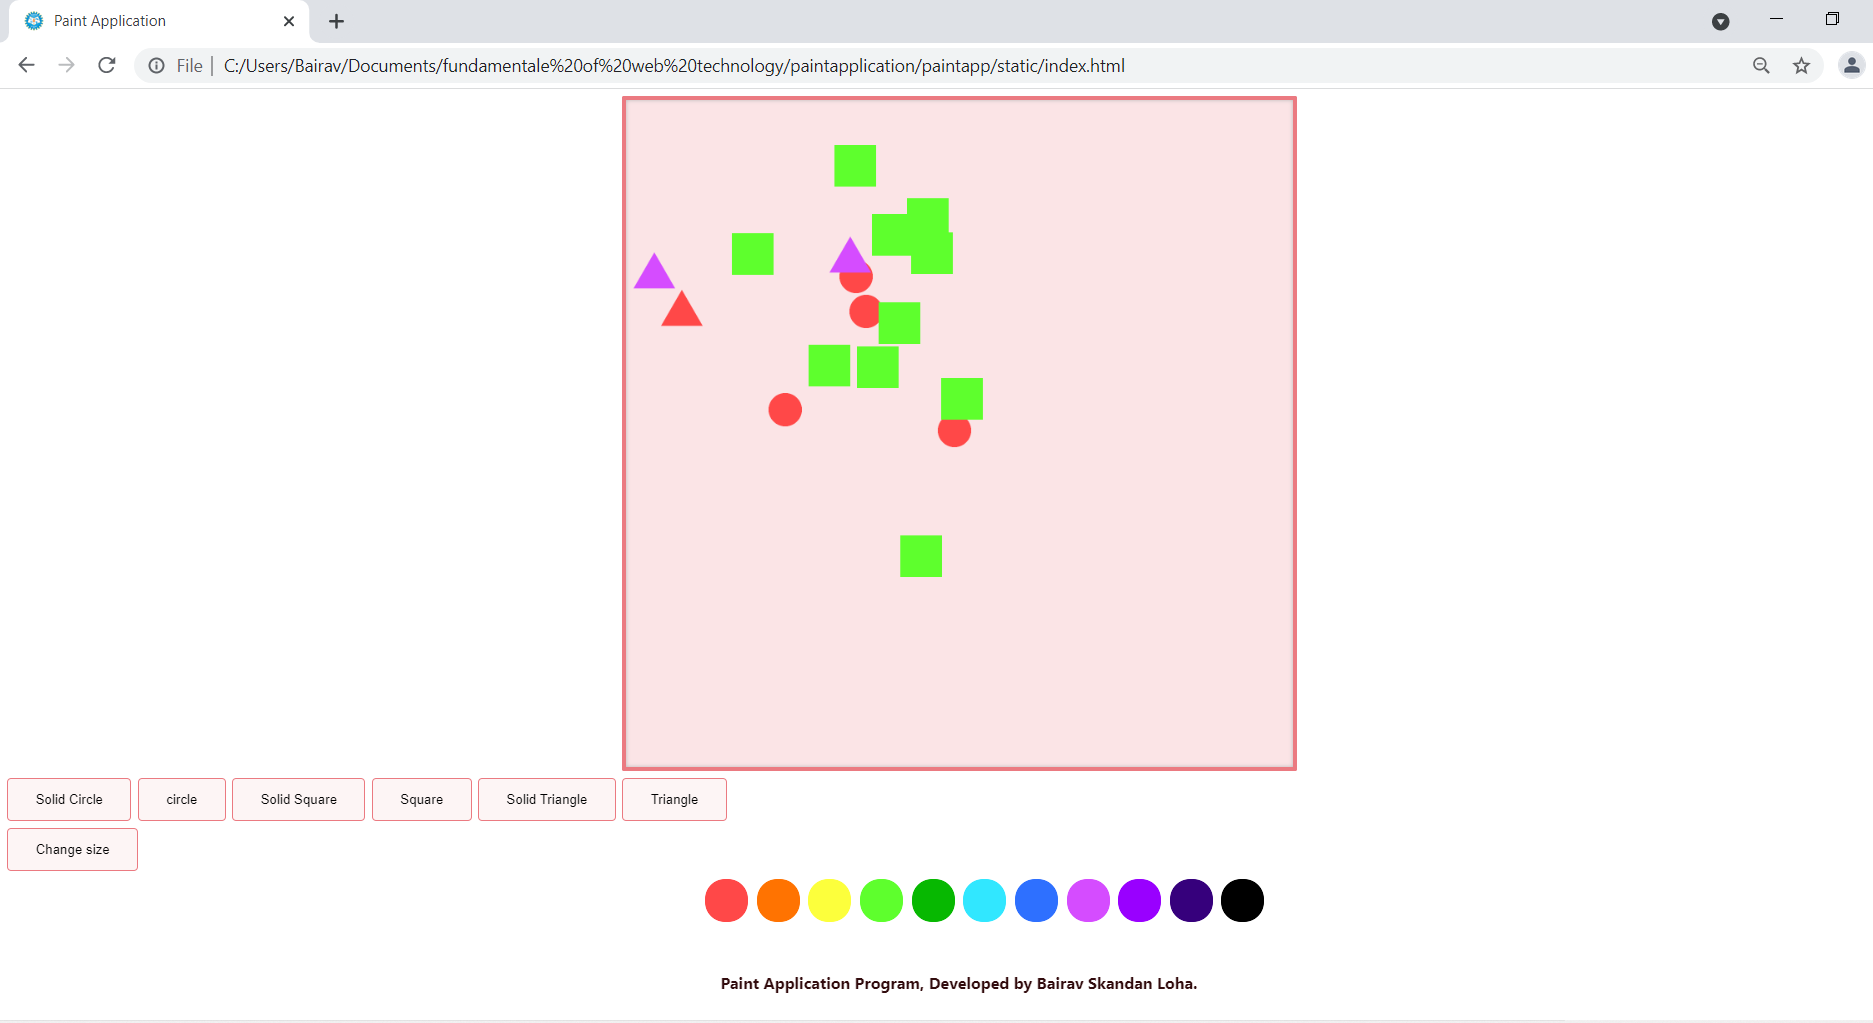 Paint Application
File | C:/Users/Bairav/Documents/fundamentale%20of%20web%20technology/paintapplication/paintapp/static/index.html
Solid Circle circle Solid Square Square Solid Triangle Triangle
Change size
Paint Application Program, Developed by Bairav Skandan Loha.